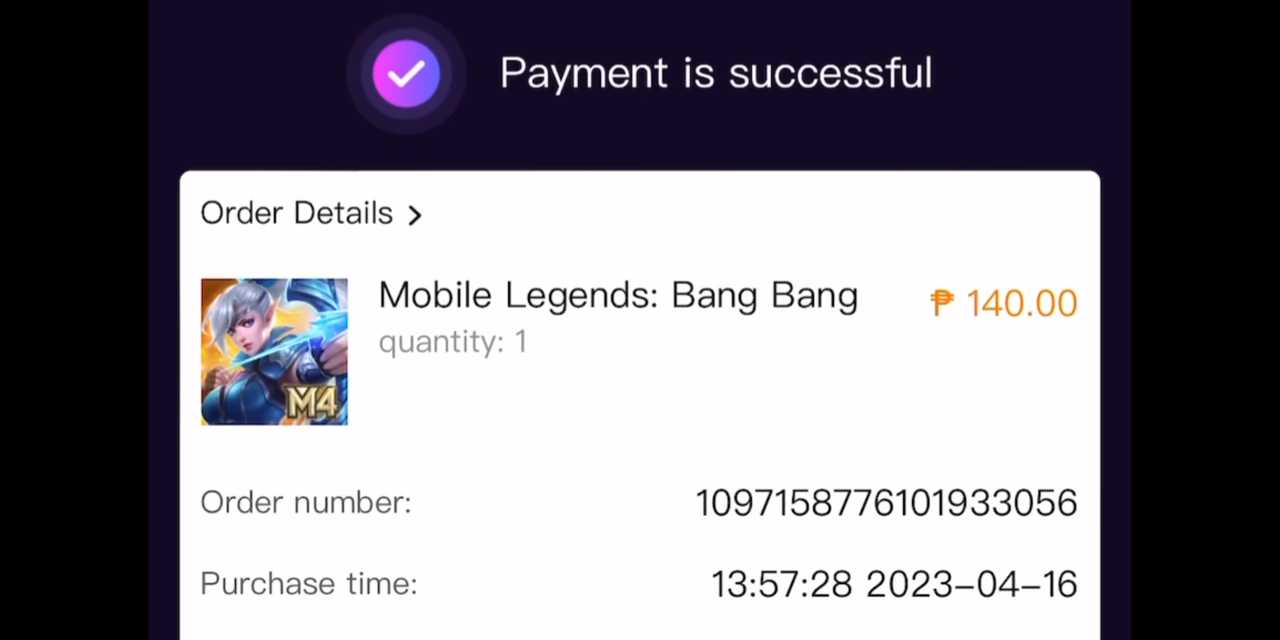 Payment is successful
Order Details >
Mobile Legends: Bang Bang
₱ 140.00
quantity: 1
M4
Order number:
1097158776101933056
Purchase time:
13:57:28 2023-04-16